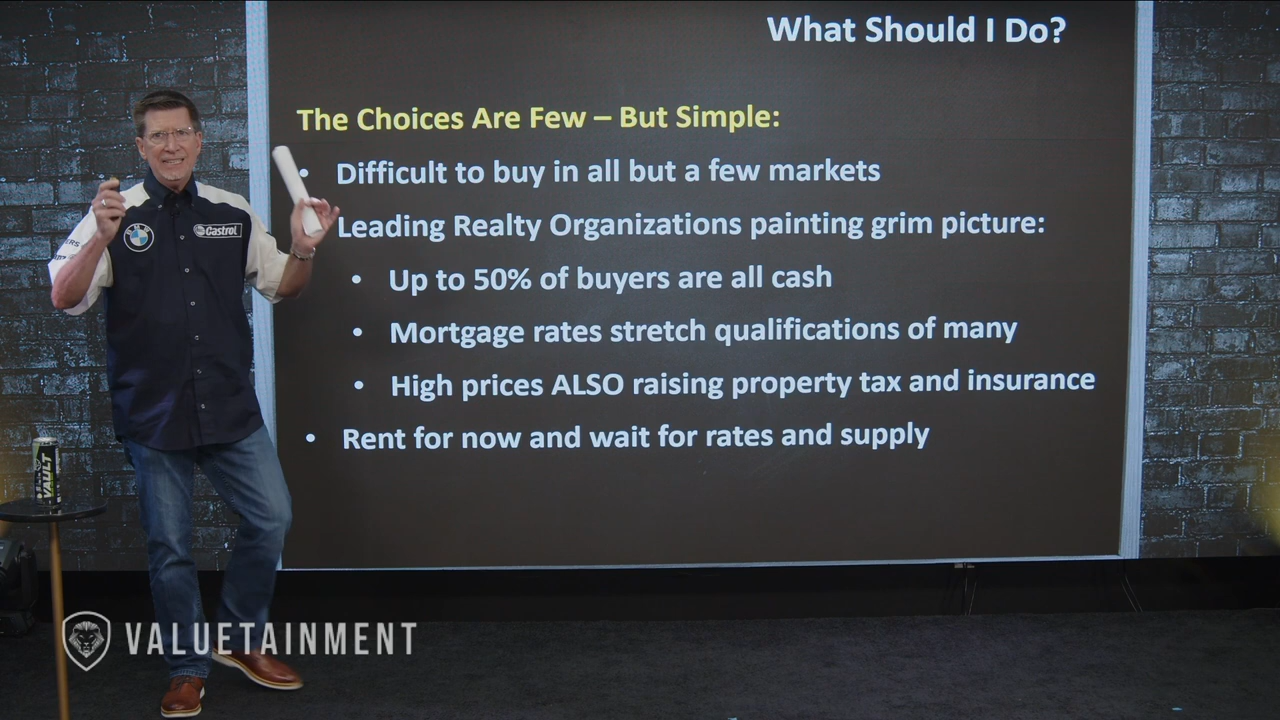 What Should I Do?
The Choices Are Few – But Simple:
• Difficult to buy in all but a few markets
Leading Realty Organizations painting grim picture:
• Up to 50% of buyers are all cash
• Mortgage rates stretch qualifications of many
• High prices ALSO raising property tax and insurance
• Rent for now and wait for rates and supply
Castrol
VAULT
VALUETAINMENT